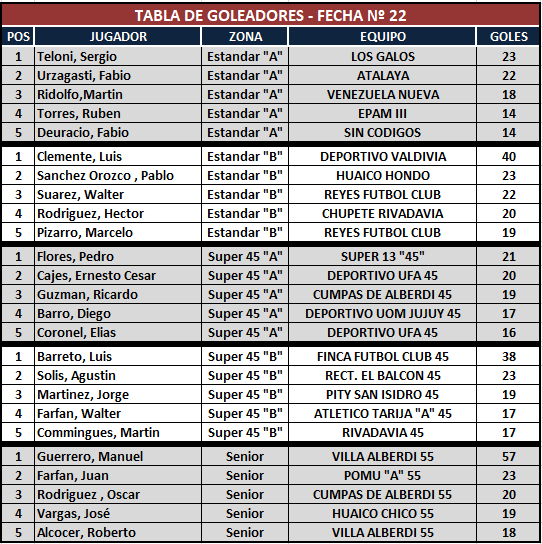 TABLA DE GOLEADORES - FECHA Nº 22
POS JUGADOR ZONA EQUIPO GOLES
1 Teloni, Sergio Estandar "A" LOS GALOS 23
2 Urzagasti, Fabio Estandar "A" ATALAYA 22
3 Ridolfo,Martin Estandar "A" VENEZUELA NUEVA 18
4 Torres, Ruben Estandar "A" EPAM III 14
5 Deuracio, Fabio Estandar "A" SIN CODIGOS 14
1 Clemente, Luis Estandar "B" DEPORTIVO VALDIVIA 40
2 Sanchez Orozco , Pablo Estandar "B" HUAICO HONDO 23
3 Suarez, Walter Estandar "B" REYES FUTBOL CLUB 22
4 Rodriguez, Hector Estandar "B" CHUPETE RIVADAVIA 20
5 Pizarro, Marcelo Estandar "B" REYES FUTBOL CLUB 19
1 Flores, Pedro Super 45 "A" SUPER 13 "45" 21
2 Cajes, Ernesto Cesar Super 45 "A" DEPORTIVO UFA 45 20
3 Guzman, Ricardo Super 45 "A" CUMPAS DE ALBERDI 45 19
4 Barro, Diego Super 45 "A" DEPORTIVO UOM JUJUY 45 17
5 Coronel, Elias Super 45 "A" DEPORTIVO UFA 45 16
1 Barreto, Luis Super 45 "B" FINCA FUTBOL CLUB 45 38
2 Solis, Agustin Super 45 "B" RECT. EL BALCON 45 23
3 Martinez, Jorge Super 45 "B" PITY SAN ISIDRO 45 19
4 Farfan, Walter Super 45 "B" ATLETICO TARIJA "A" 45 17
5 Commingues, Martin Super 45 "B" RIVADAVIA 45 17
1 Guerrero, Manuel Senior VILLA ALBERDI 55 57
2 Farfan, Juan Senior POMU "A" 55 23
3 Rodriguez , Oscar Senior CUMPAS DE ALBERDI 55 20
4 Vargas, José Senior HUAICO CHICO 55 19
5 Alcocer, Roberto Senior VILLA ALBERDI 55 18